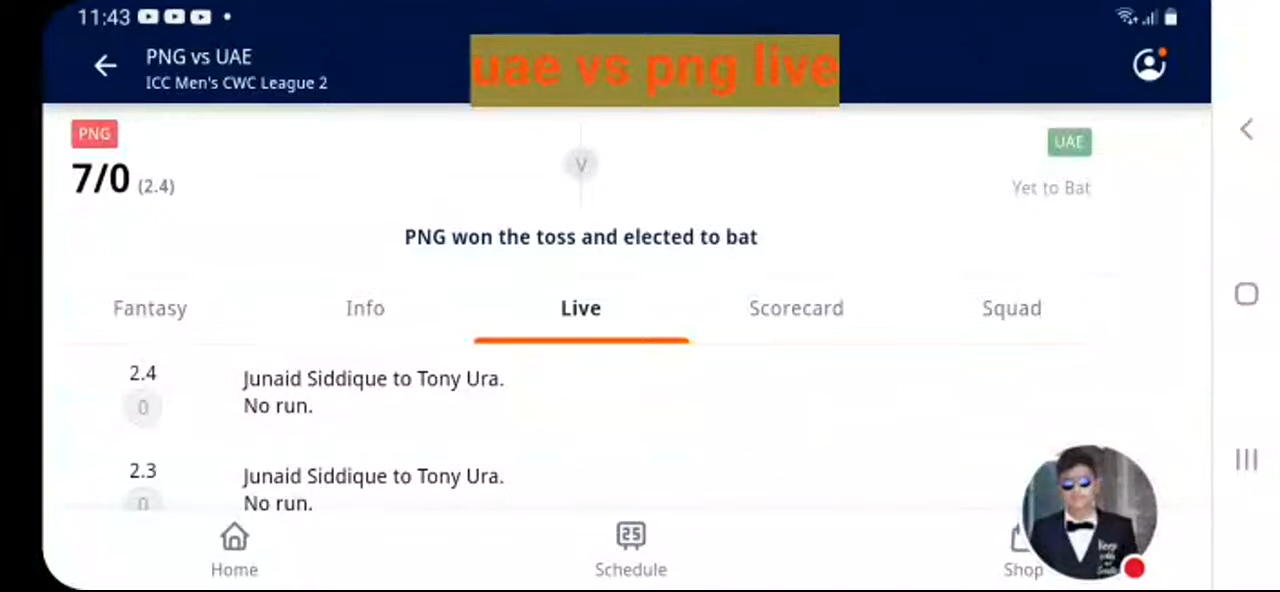 11:43
PNG vs UAE
ICC Men's CWC League 2
uae vs png live
PNG
7/0 (2.4)
V
UAE
Yet to Bat
PNG won the toss and elected to bat
Fantasy Info Live Scorecard Squad
2.4
0
Junaid Siddique to Tony Ura.
No run.
2.3
0
Junaid Siddique to Tony Ura.
No run.
25
Home Schedule Shop